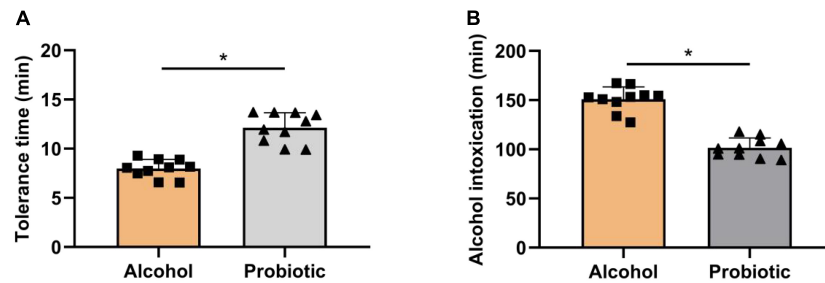 A
Tolerance time (min)
20
15
10
5
0
*
Alcohol
Probiotic
B
Alcohol intoxication (min)
200
150
100
50
0
*
Alcohol
Probiotic